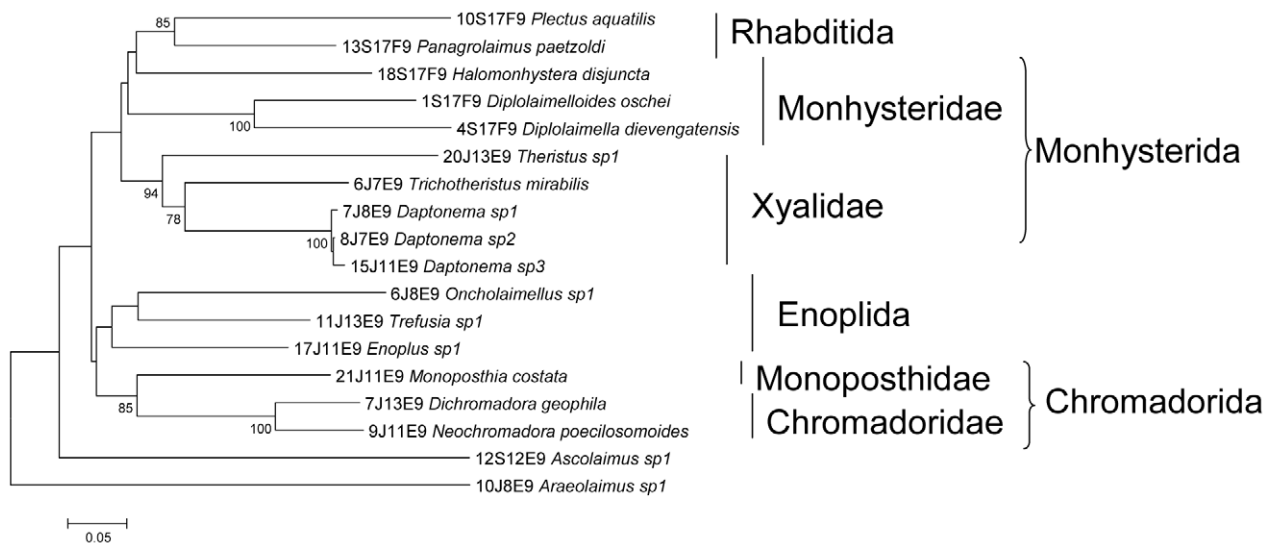 85
10S17F9 Plectus aquatilis
13S17F9 Panagrolaimus paetzoldi
Rhabditida
18S17F9 Halomonhystera disjuncta
1S17F9 Diplolaimelloides oschei
100
4S17F9 Diplolaimella dievengatensis
Monhysteridae
Monhysterida
20J13E9 Theristus sp1
94
6J7E9 Trichotheristus mirabilis
78
7J8E9 Daptonema sp1
Xyalidae
100
8J7E9 Daptonema sp2
15J11E9 Daptonema sp3
6J8E9 Oncholaimellus sp1
11J13E9 Trefusia sp1
Enoplida
17J11E9 Enoplus sp1
21J11E9 Monoposthia costata
Monoposthidae
85
7J13E9 Dichromadora geophila
Chromadorida
100
9J11E9 Neochromadora poecilosomoides
Chromadoridae
12S12E9 Ascolaimus sp1
10J8E9 Araeolaimus sp1
0.05